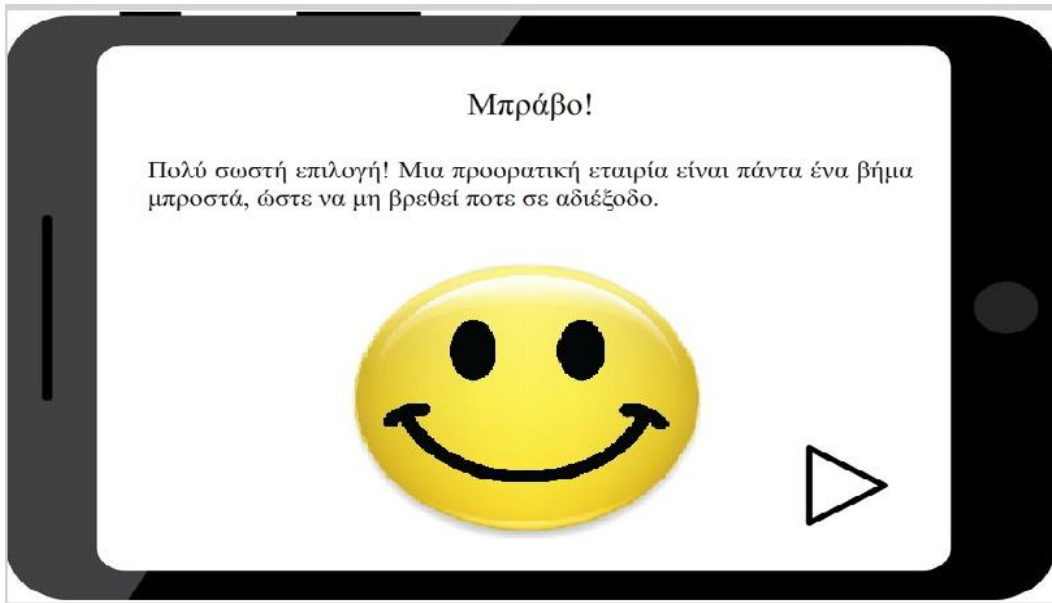 Μπράβο!
Πολύ σωστή επιλογή! Μια προορατική εταιρία είναι πάντα ένα βήμα
μπροστά, ώστε να μη βρεθεί ποτε σε αδιέξοδο.